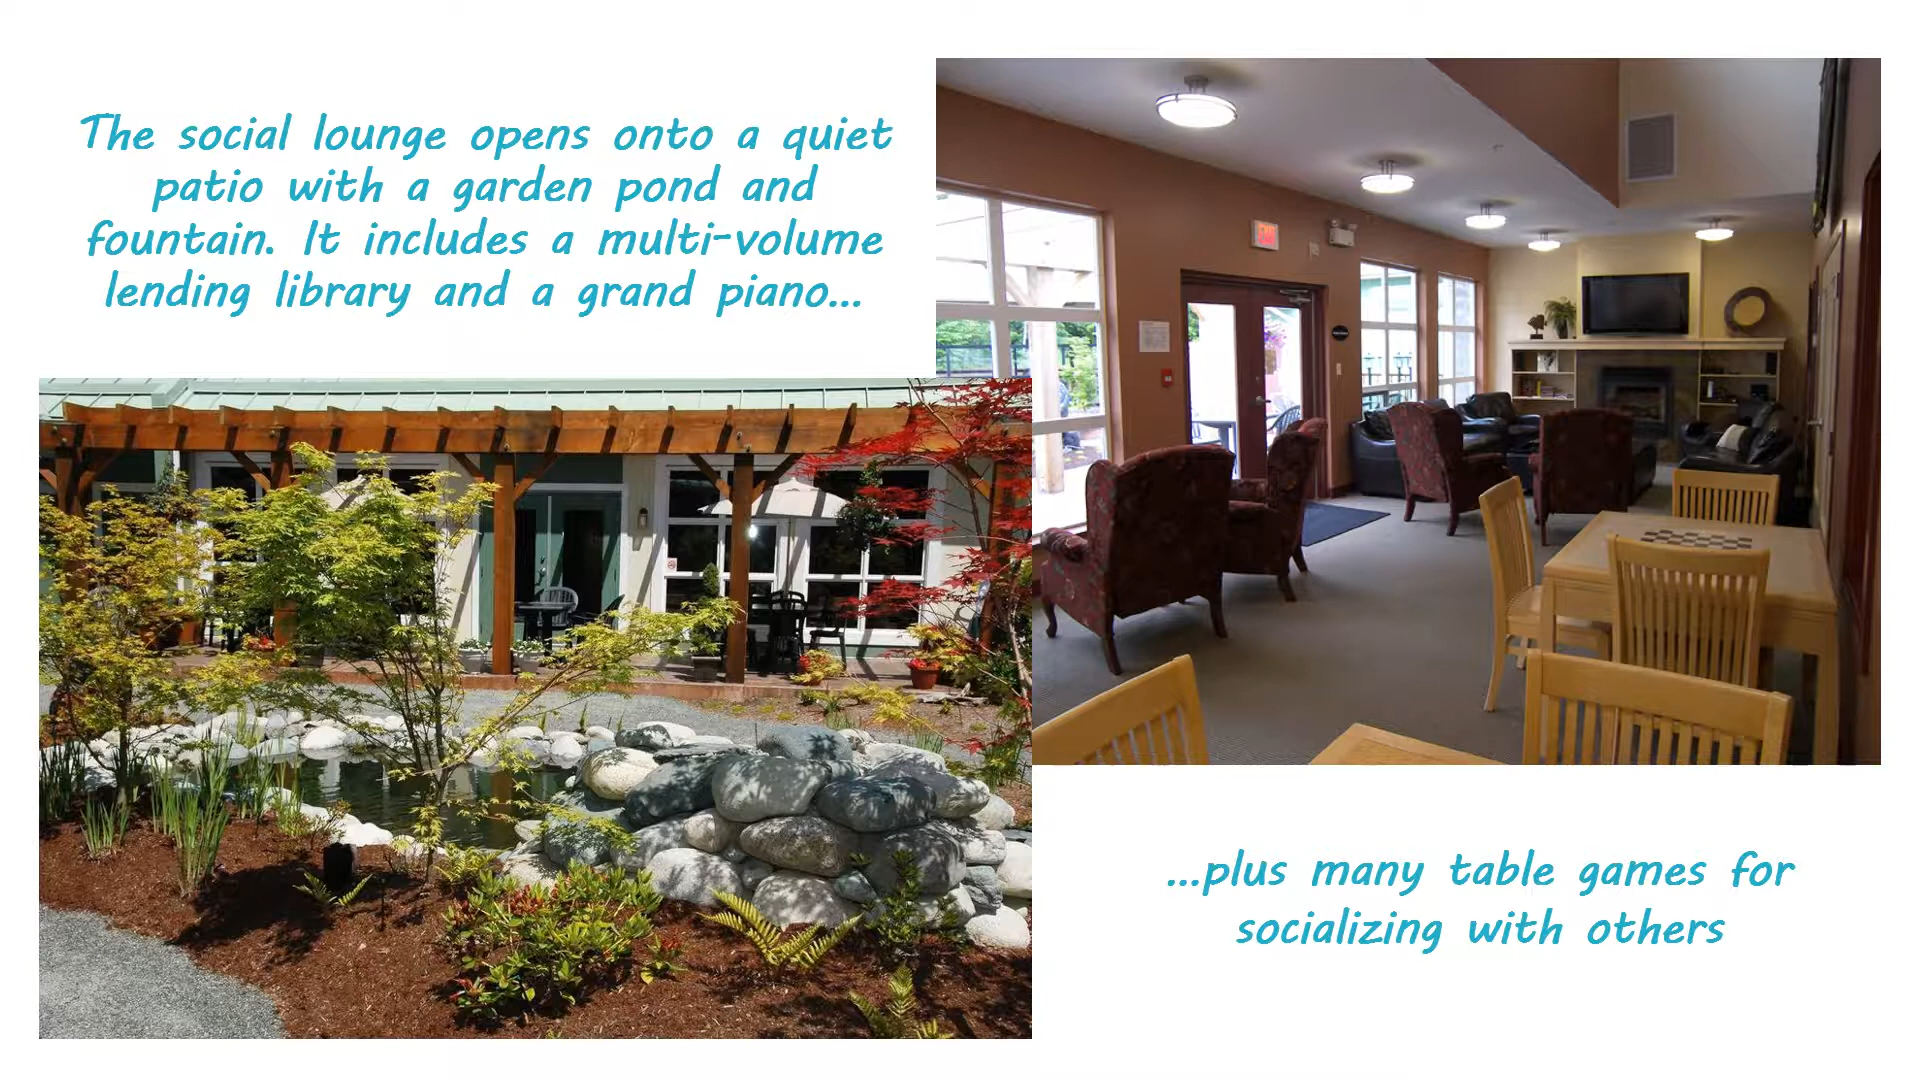 The social lounge opens onto a quiet
patio with a garden pond and
fountain. It includes a multi-volume
lending library and a grand piano...
EXIT
...plus many table games for
socializing with others